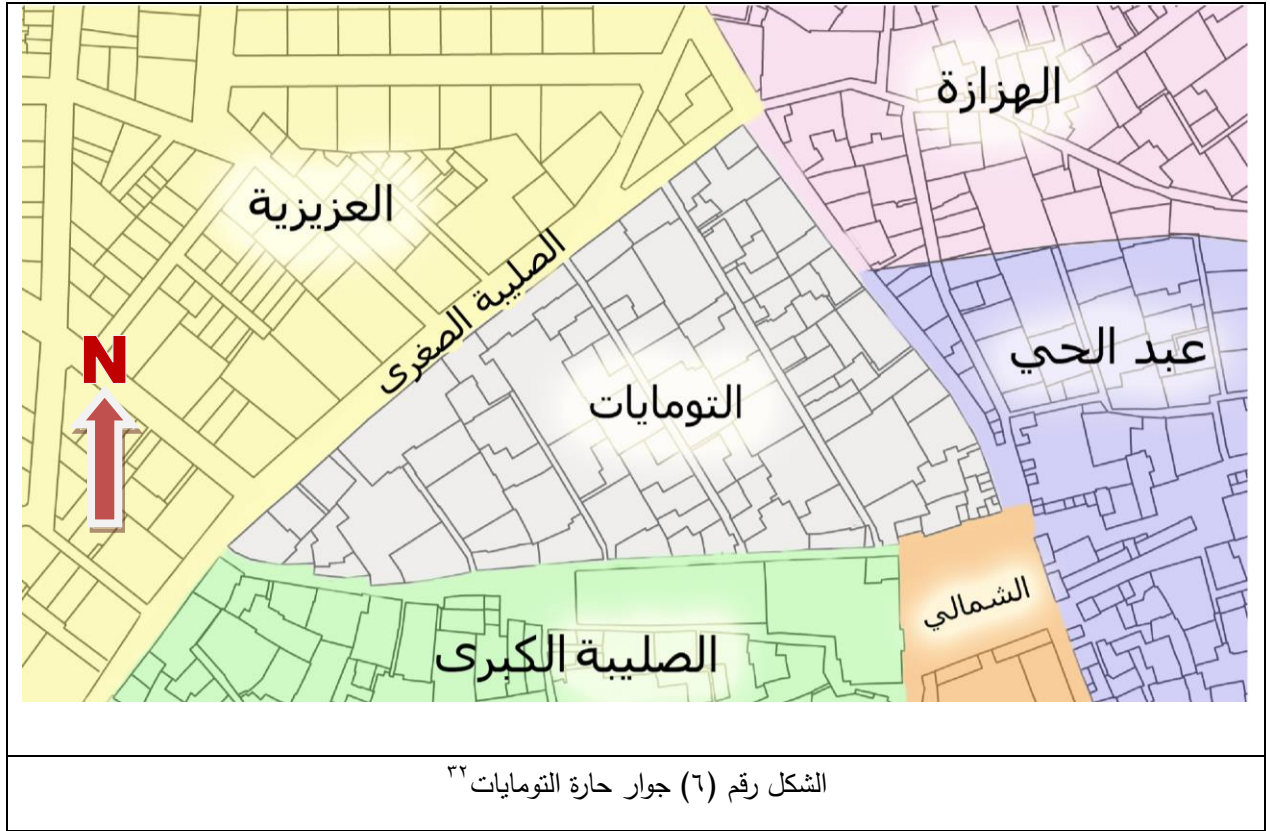 الهزازة
العزيزية
الصليبة الصغرى
عبد الحي
N
التومايات
الشمالي
الصليبة الكبرى
الشكل رقم (٦) جوار حارة التومايات٣٢